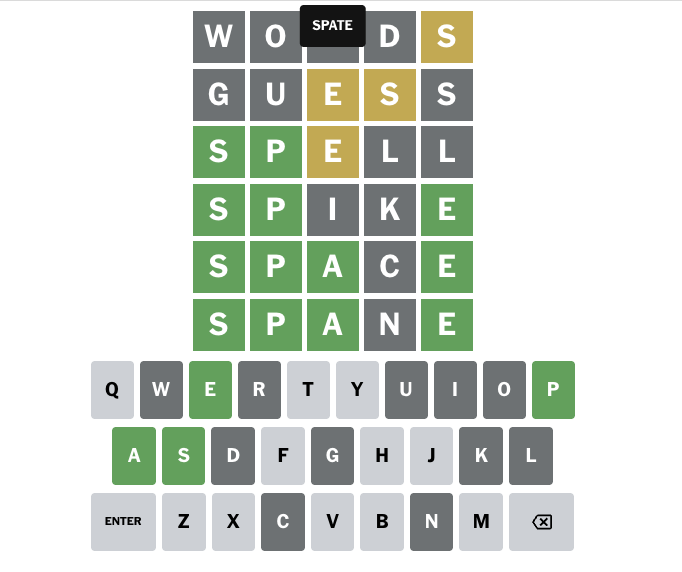 SPATE
W O D S
G U E S S
S P E L L
S P I K E
S P A C E
S P A N E
Q W E R T Y U I O P
A S D F G H J K L
ENTER Z X C V B N M